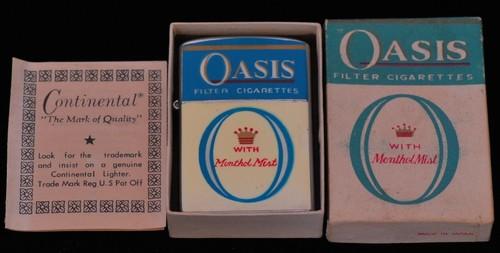 Continental®
"The Mark of Quality"
Look for the trademark
and insist on a genuine
Continental Lighter.
Trade Mark Reg U.S Pat Off
OASIS
FILTER CIGARETTES
WITH
Menthol Mist
OASIS
FILTER CIGARETTES
WITH
Menthol Mist
MADE IN JAPAN